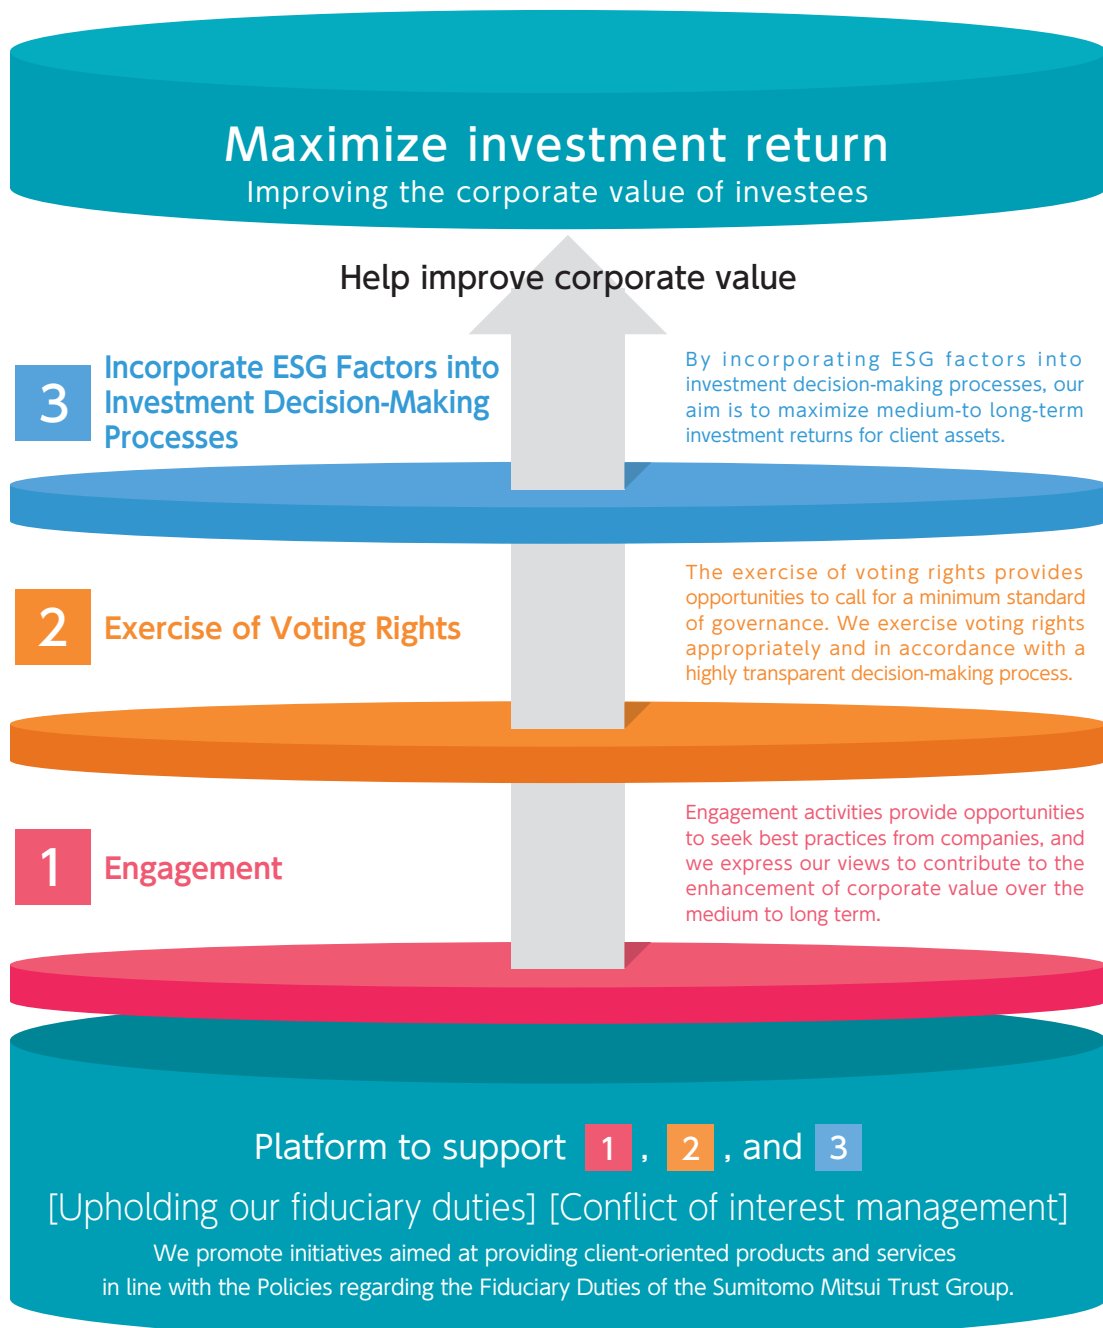 Maximize investment return
Improving the corporate value of investees
Help improve corporate value
3
Incorporate ESG Factors into
Investment Decision-Making
Processes
By incorporating ESG factors into
investment decision-making processes, our
aim is to maximize medium-to long-term
investment returns for client assets.
2
Exercise of Voting Rights
The exercise of voting rights provides
opportunities to call for a minimum standard
of governance. We exercise voting rights
appropriately and in accordance with a
highly transparent decision-making process.
1
Engagement
Engagement activities provide opportunities
to seek best practices from companies, and
we express our views to contribute to the
enhancement of corporate value over the
medium to long term.
Platform to support 1 , 2 , and 3
[Upholding our fiduciary duties] [Conflict of interest management]
We promote initiatives aimed at providing client-oriented products and services
in line with the Policies regarding the Fiduciary Duties of the Sumitomo Mitsui Trust Group.